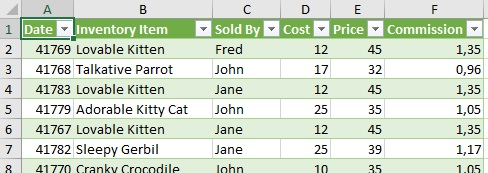 A B C D E F
1 Date Inventory Item Sold By Cost Price Commission
2 41769 Lovable Kitten Fred 12 45 1,35
3 41768 Talkative Parrot John 17 32 0,96
4 41783 Lovable Kitten Jane 12 45 1,35
5 41779 Adorable Kitty Cat John 25 35 1,05
6 41767 Lovable Kitten Jane 12 45 1,35
7 41782 Sleepy Gerbil Jane 25 39 1,17
8 41770 Cranky Crocodile John 10 35 1,05